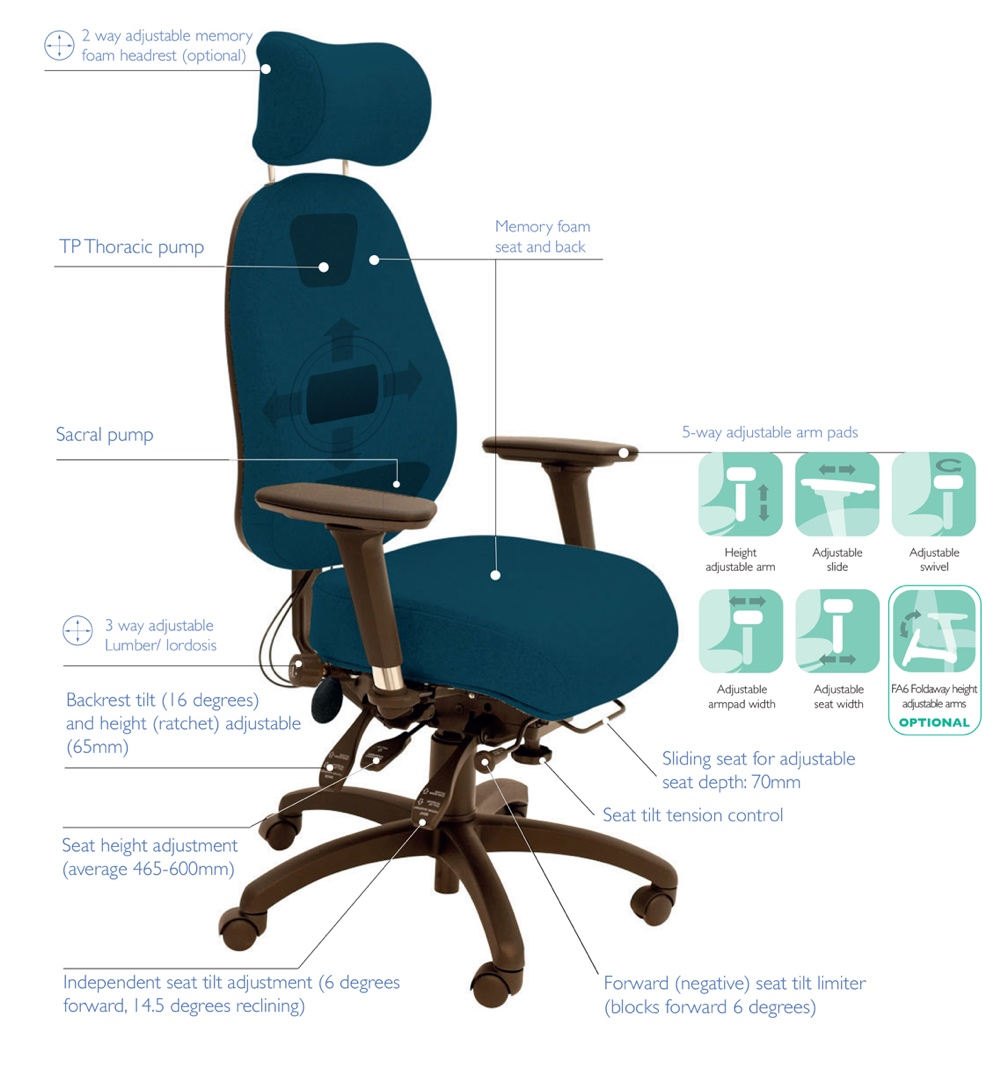 2 way adjustable memory
foam headrest (optional)
TP Thoracic pump
Memory foam
seat and back
Sacral pump
5-way adjustable arm pads
Height
adjustable arm
Adjustable
slide
Adjustable
swivel
Adjustable
armpad width
Adjustable
seat width
FA6 Foldaway height
adjustable arms
OPTIONAL
3 way adjustable
Lumber/ lordosis
Backrest tilt (16 degrees)
and height (ratchet) adjustable
(65mm)
Sliding seat for adjustable
seat depth: 70mm
Seat tilt tension control
Seat height adjustment
(average 465-600mm)
Independent seat tilt adjustment (6 degrees
forward, 14.5 degrees reclining)
Forward (negative) seat tilt limiter
(blocks forward 6 degrees)